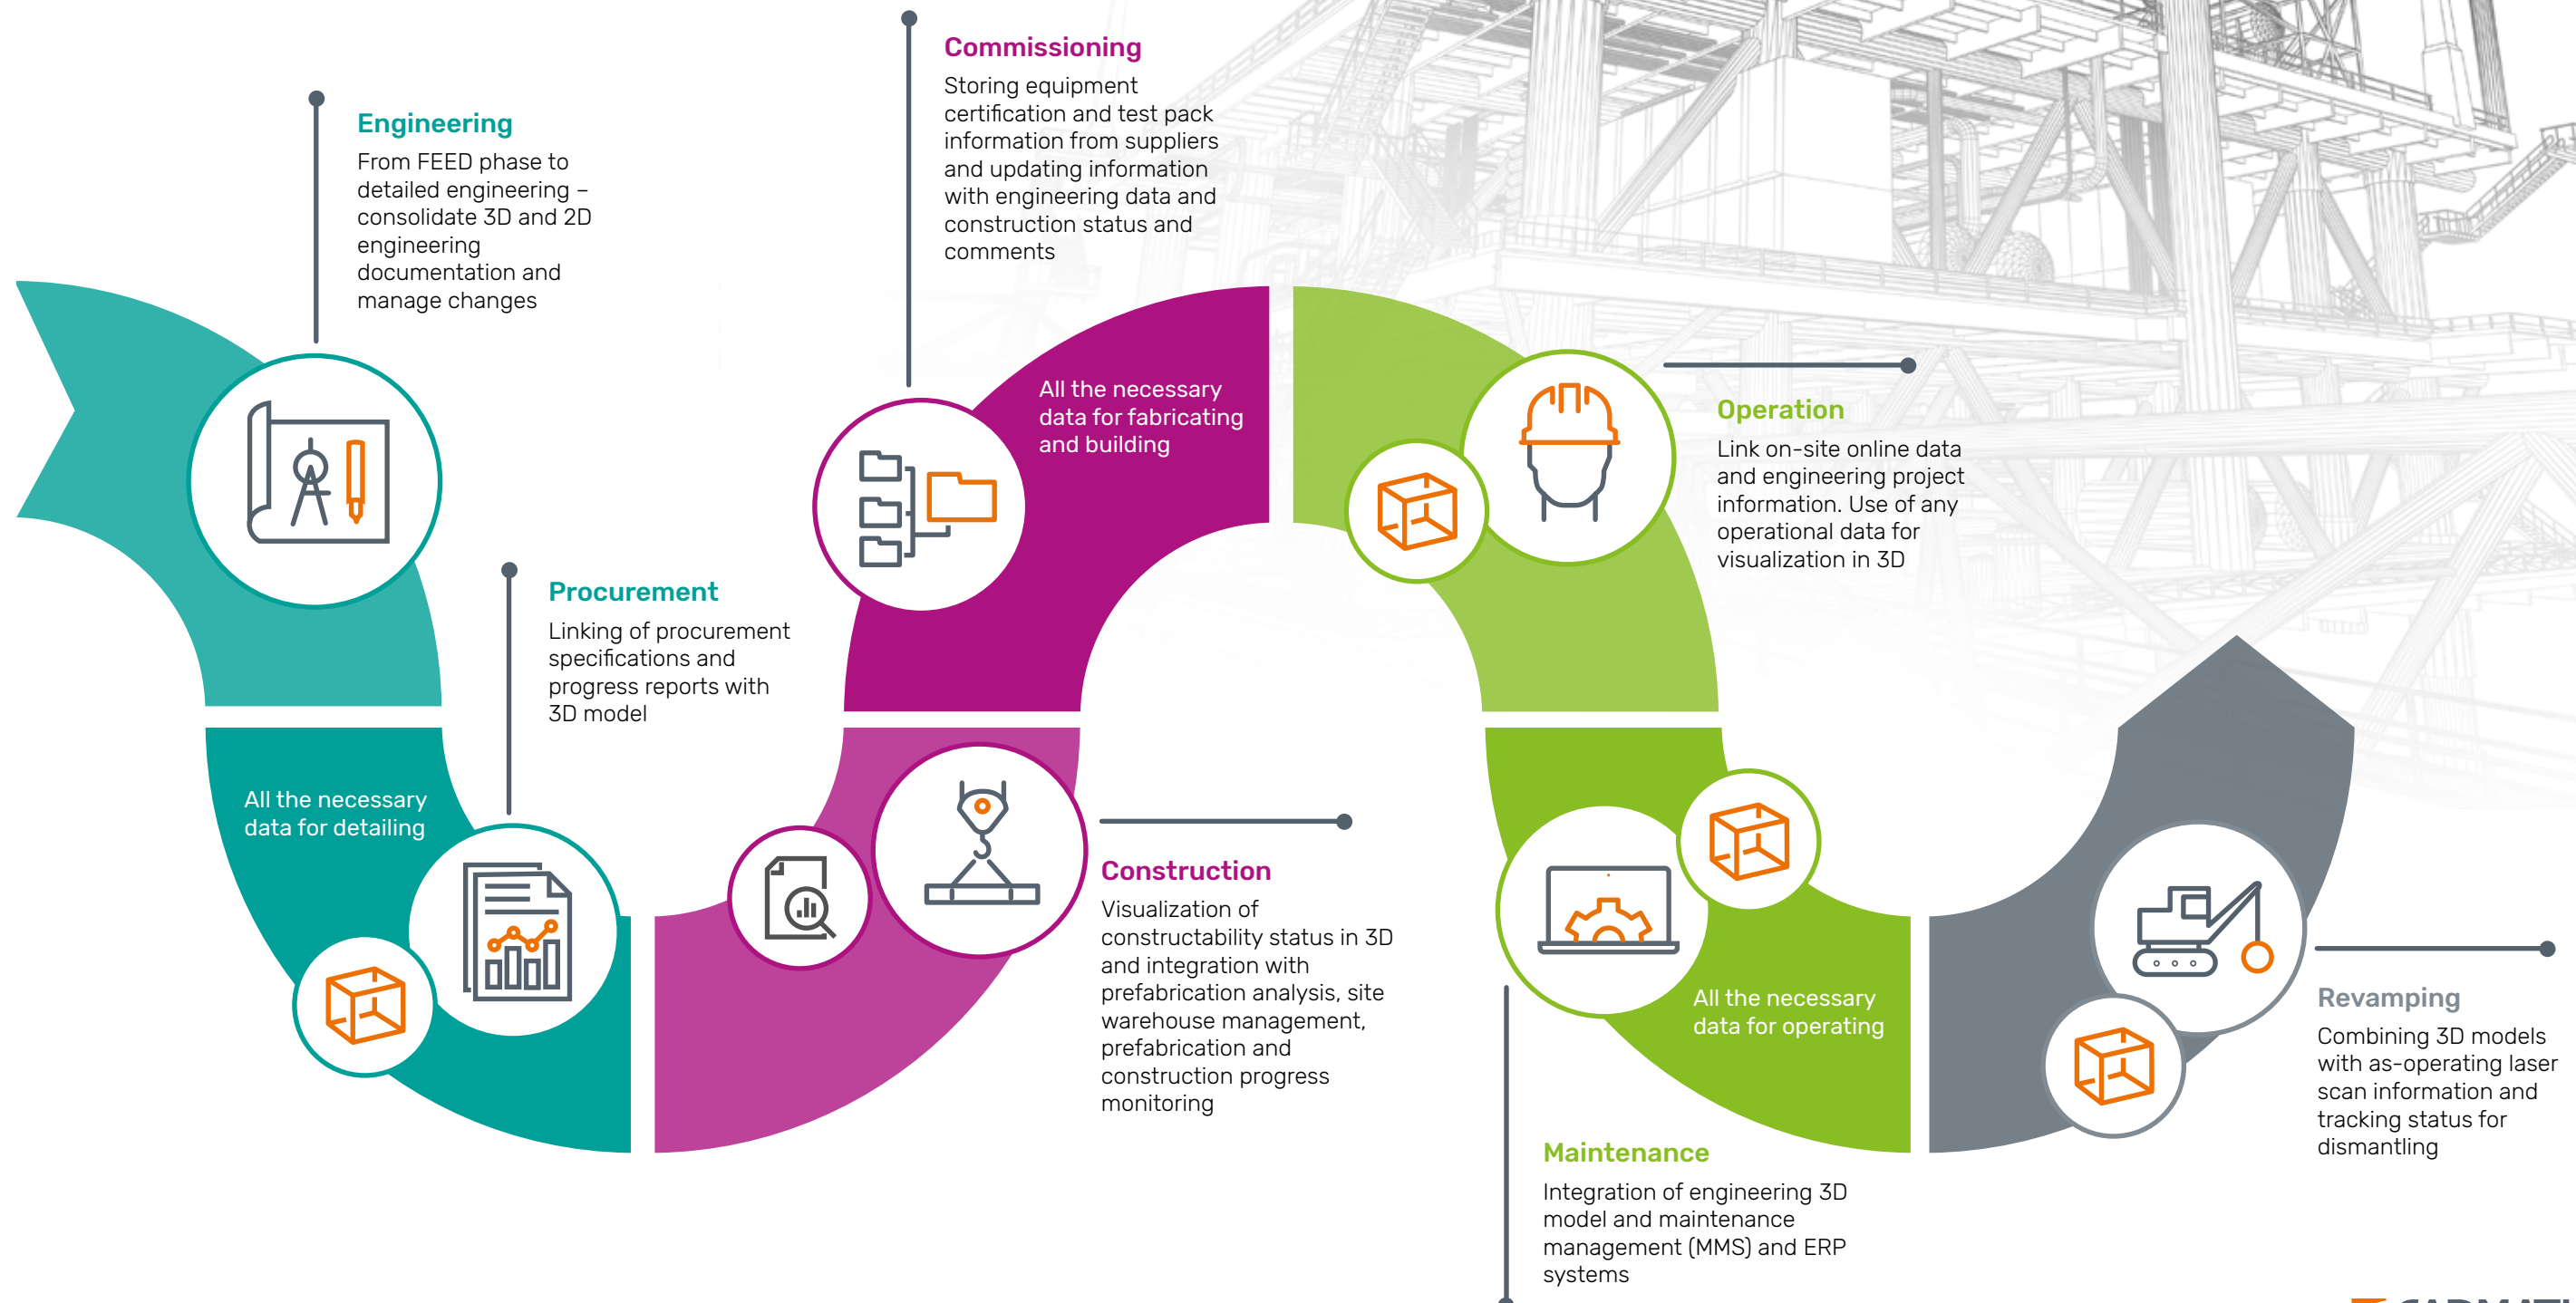 Engineering
From FEED phase to
detailed engineering –
consolidate 3D and 2D
engineering
documentation and
manage changes
All the necessary
data for detailing
Procurement
Linking of procurement
specifications and
progress reports with
3D model
Construction
Visualization of
constructability status in 3D
and integration with
prefabrication analysis, site
warehouse management,
prefabrication and
construction progress
monitoring
Commissioning
Storing equipment
certification and test pack
information from suppliers
and updating information
with engineering data and
construction status and
comments
All the necessary
data for fabricating
and building
Operation
Link on-site online data
and engineering project
information. Use of any
operational data for
visualization in 3D
Maintenance
Integration of engineering 3D
model and maintenance
management (MMS) and ERP
systems
All the necessary
data for operating
Revamping
Combining 3D models
with as-operating laser
scan information and
tracking status for
dismantling